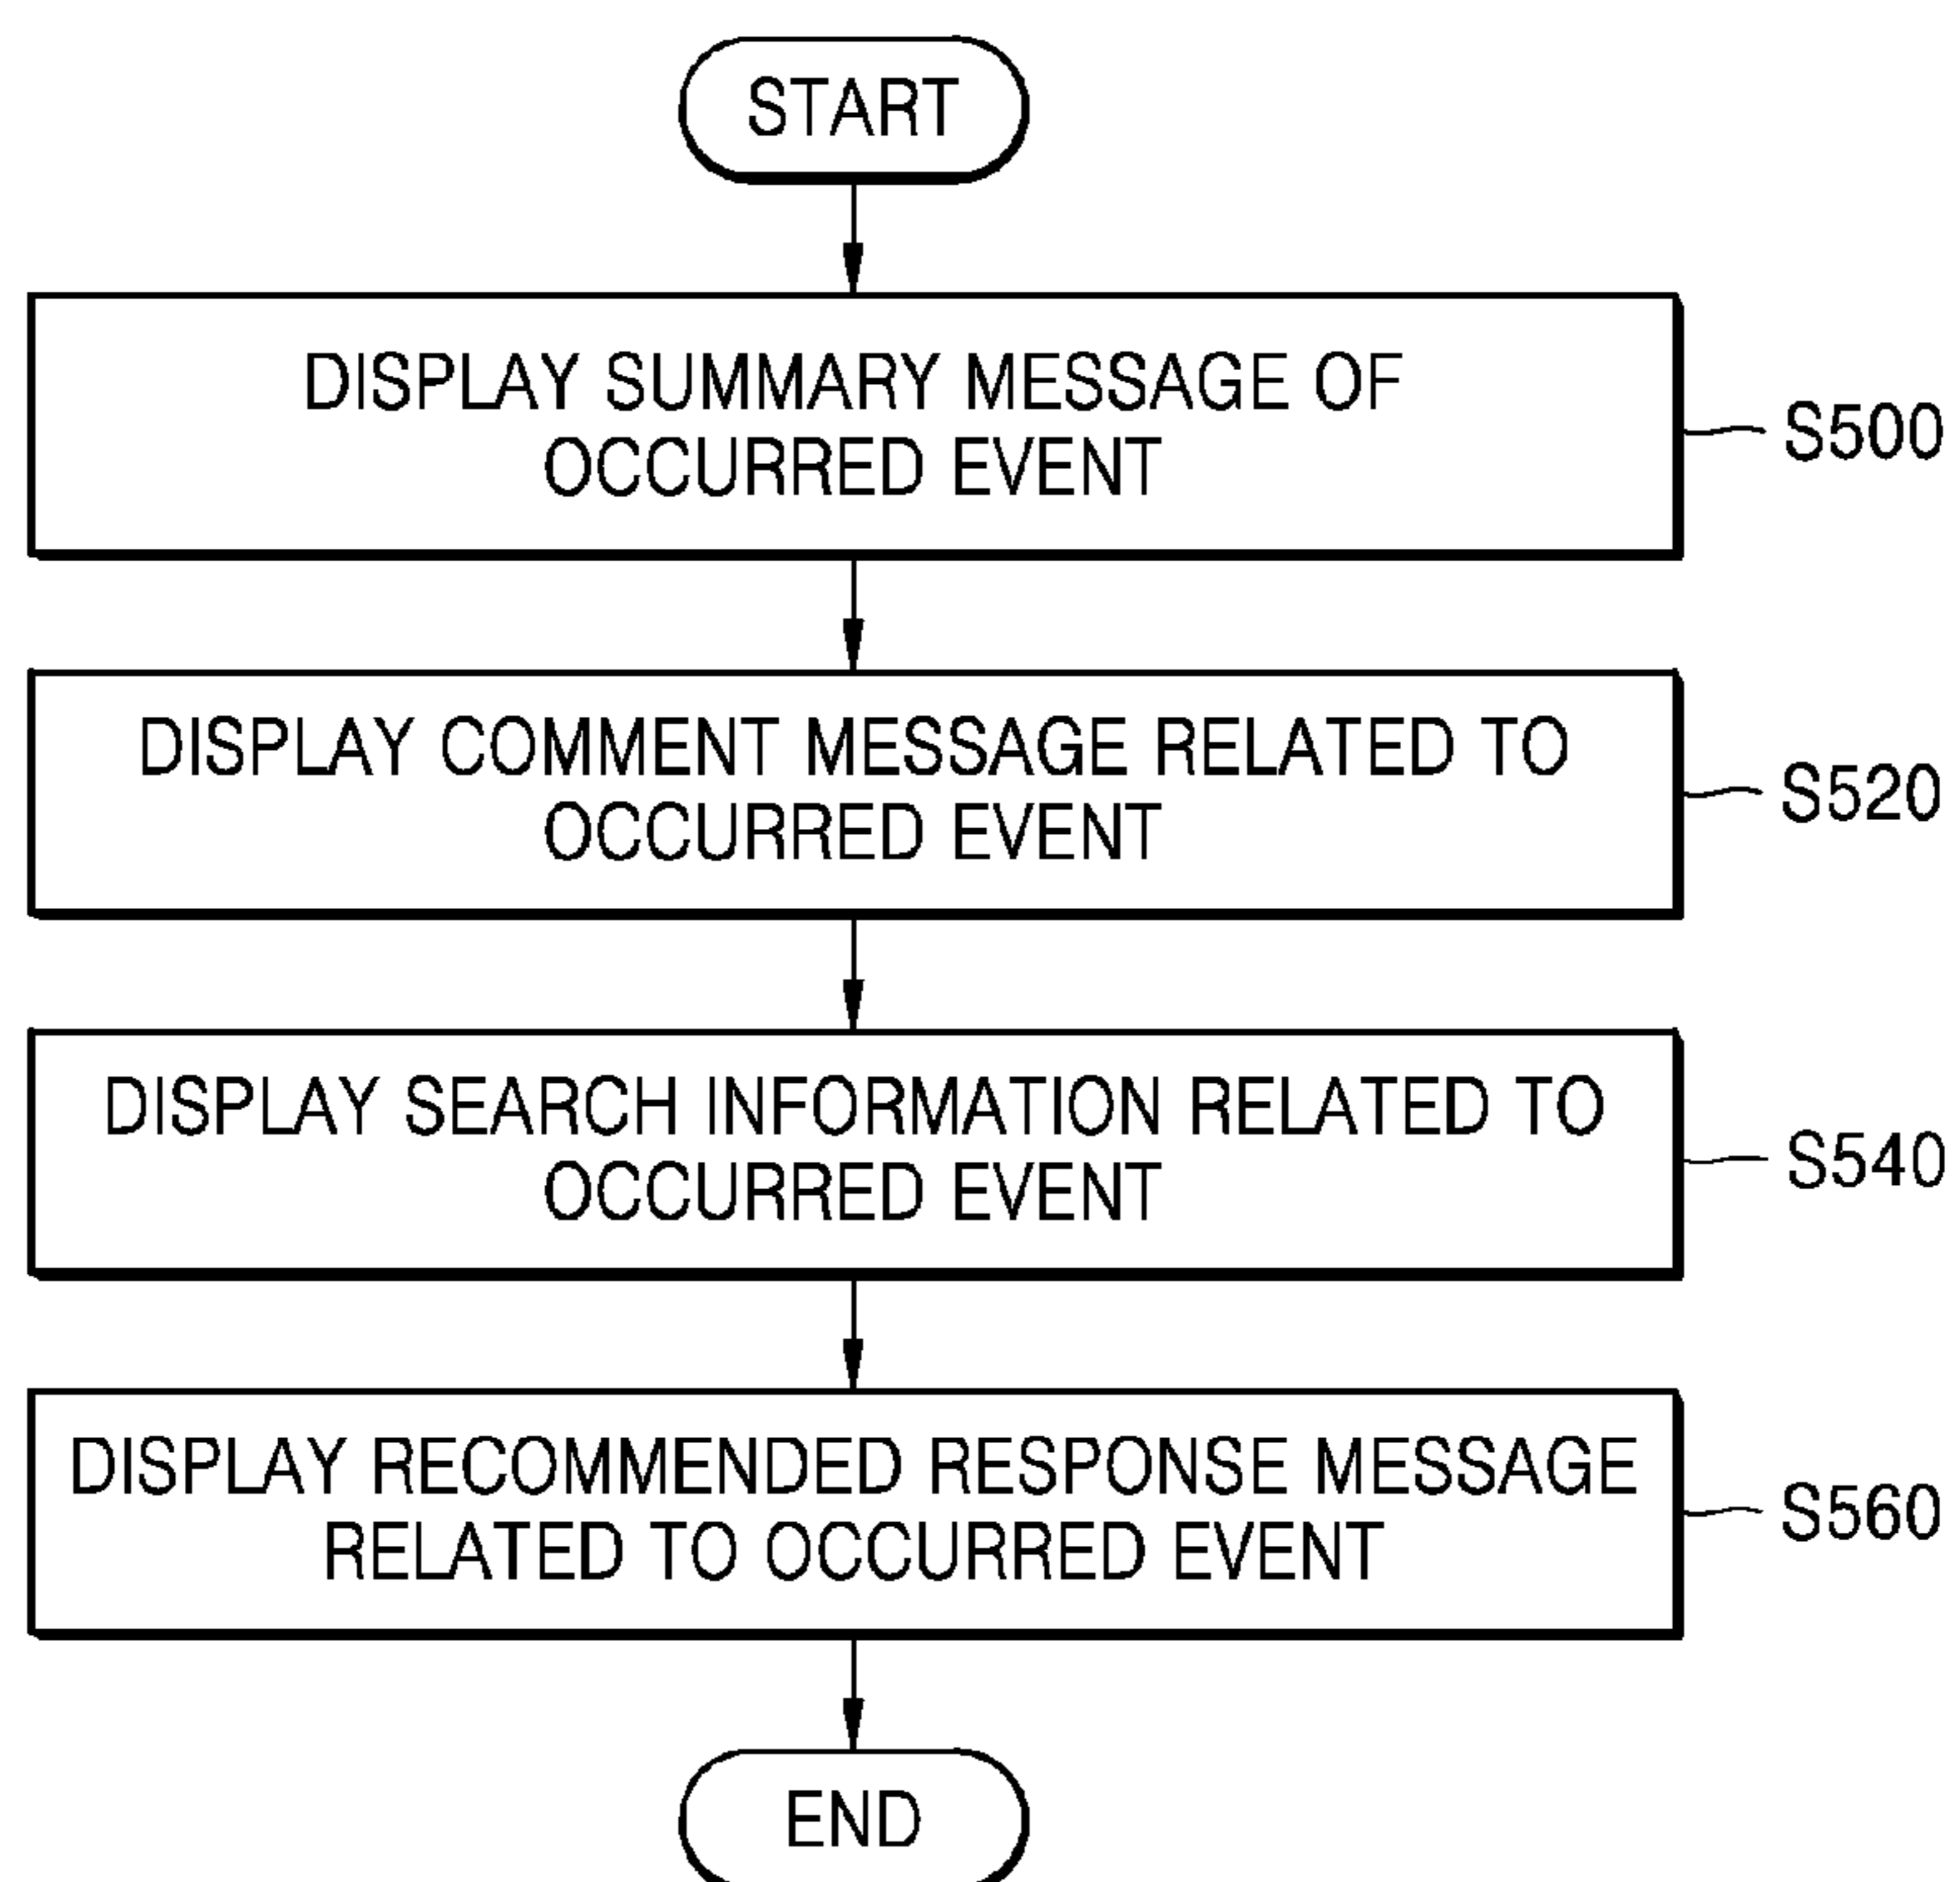 START
DISPLAY SUMMARY MESSAGE OF
OCCURRED EVENT
S500
DISPLAY COMMENT MESSAGE RELATED TO
OCCURRED EVENT
S520
DISPLAY SEARCH INFORMATION RELATED TO
OCCURRED EVENT
S540
DISPLAY RECOMMENDED RESPONSE MESSAGE
RELATED TO OCCURRED EVENT
S560
END